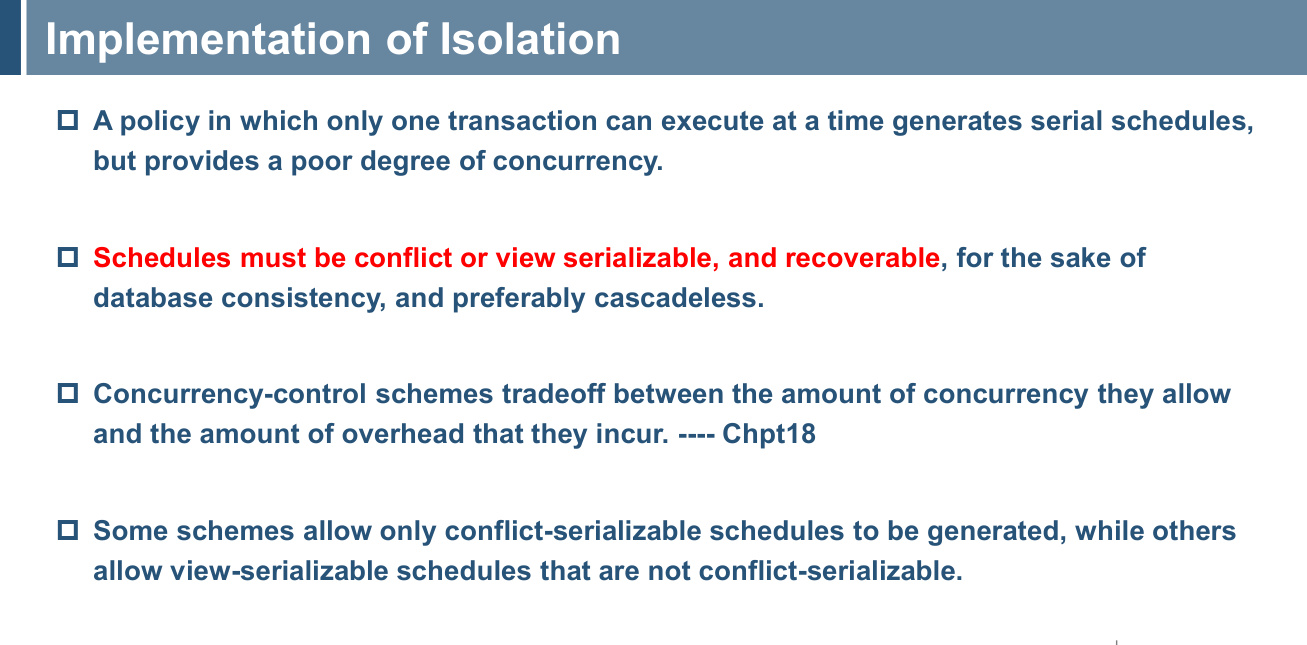 Implementation of Isolation
A policy in which only one transaction can execute at a time generates serial schedules,
but provides a poor degree of concurrency.
Schedules must be conflict or view serializable, and recoverable, for the sake of
database consistency, and preferably cascadeless.
Concurrency-control schemes tradeoff between the amount of concurrency they allow
and the amount of overhead that they incur. ---- Chpt18
Some schemes allow only conflict-serializable schedules to be generated, while others
allow view-serializable schedules that are not conflict-serializable.